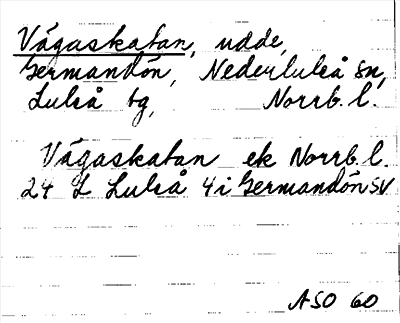 Vågaskatan, udde,
Germandön, Nederluleå sn,
Luleå tg, Norrb. l.
Vågaskatan ek Norrb. l.
24 L Luleå 4i Germandön SV
ASO 60